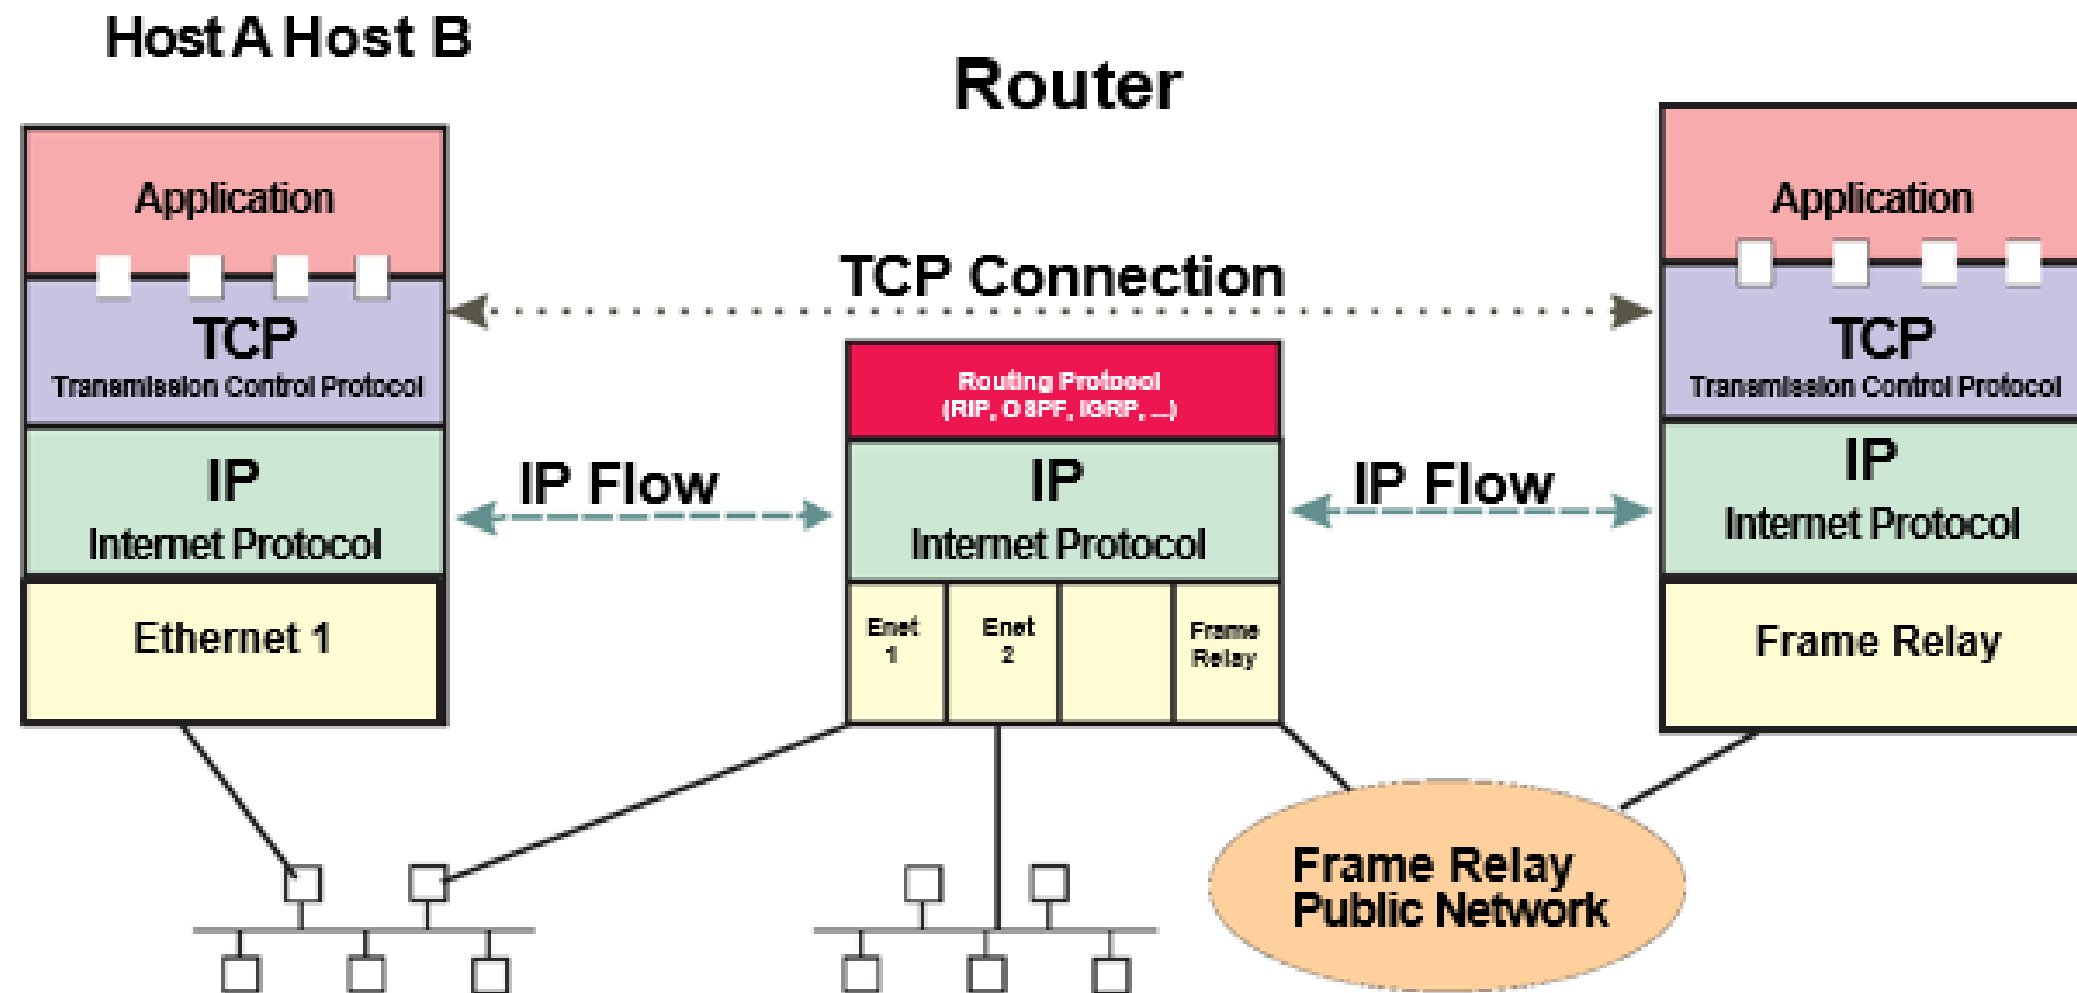 Host A Host B
Router
Application
TCP
Transmission Control Protocol
IP
Internet Protocol
Ethernet 1
TCP Connection
IP Flow
Routing Protocol
(RIP, OSPF, IGRP, ...)
IP
Internet Protocol
Enet
1
Enet
2
Frame
Relay
IP Flow
Application
TCP
Transmission Control Protocol
IP
Internet Protocol
Frame Relay
Frame Relay
Public Network